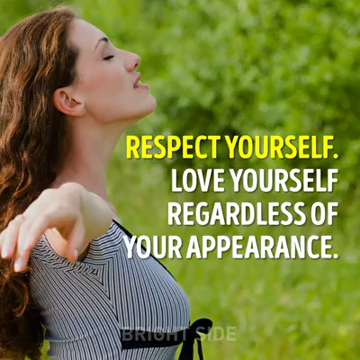 RESPECT YOURSELF.
LOVE YOURSELF
REGARDLESS OF
YOUR APPEARANCE.
BRIGHT SIDE